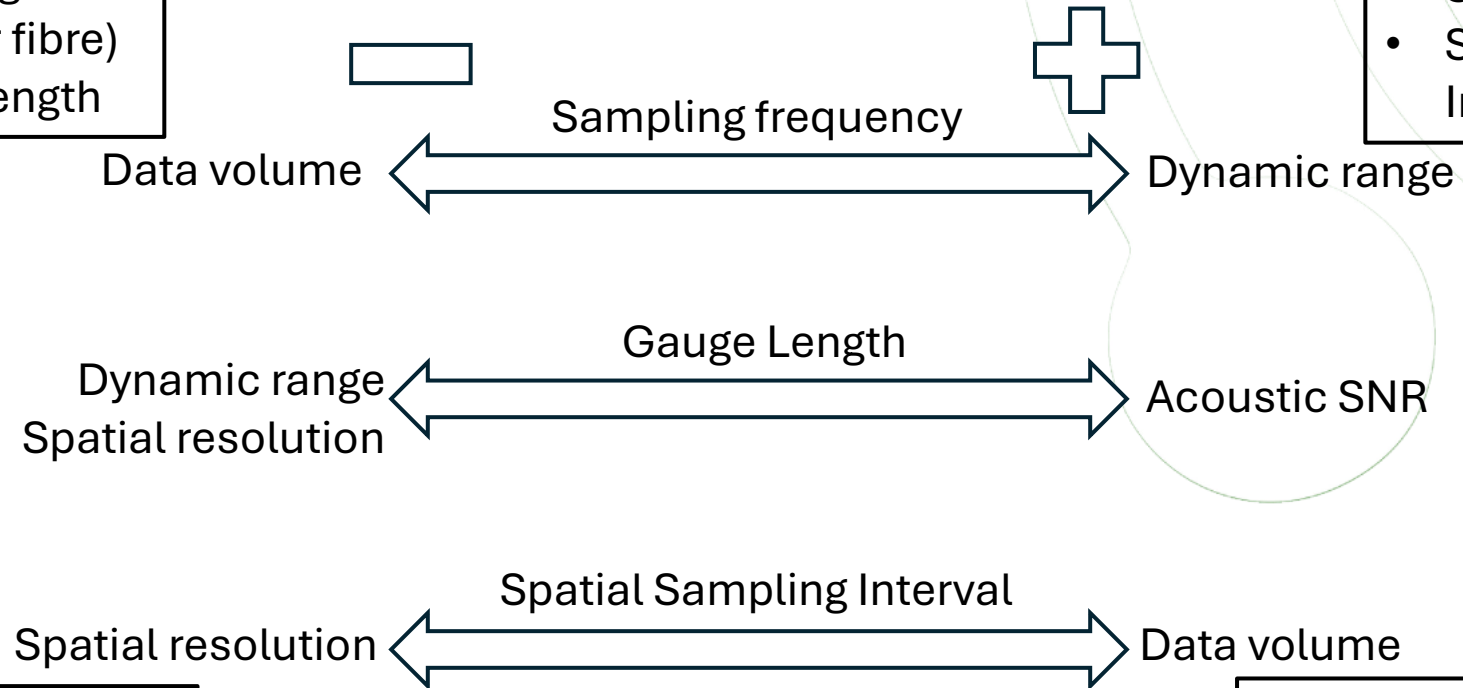 fibre)
ength
Sampling frequency
Data volume
Dynamic range
Gauge Length
Dynamic range
Spatial resolution
Acoustic SNR
Spatial Sampling Interval
Spatial resolution
Data volume